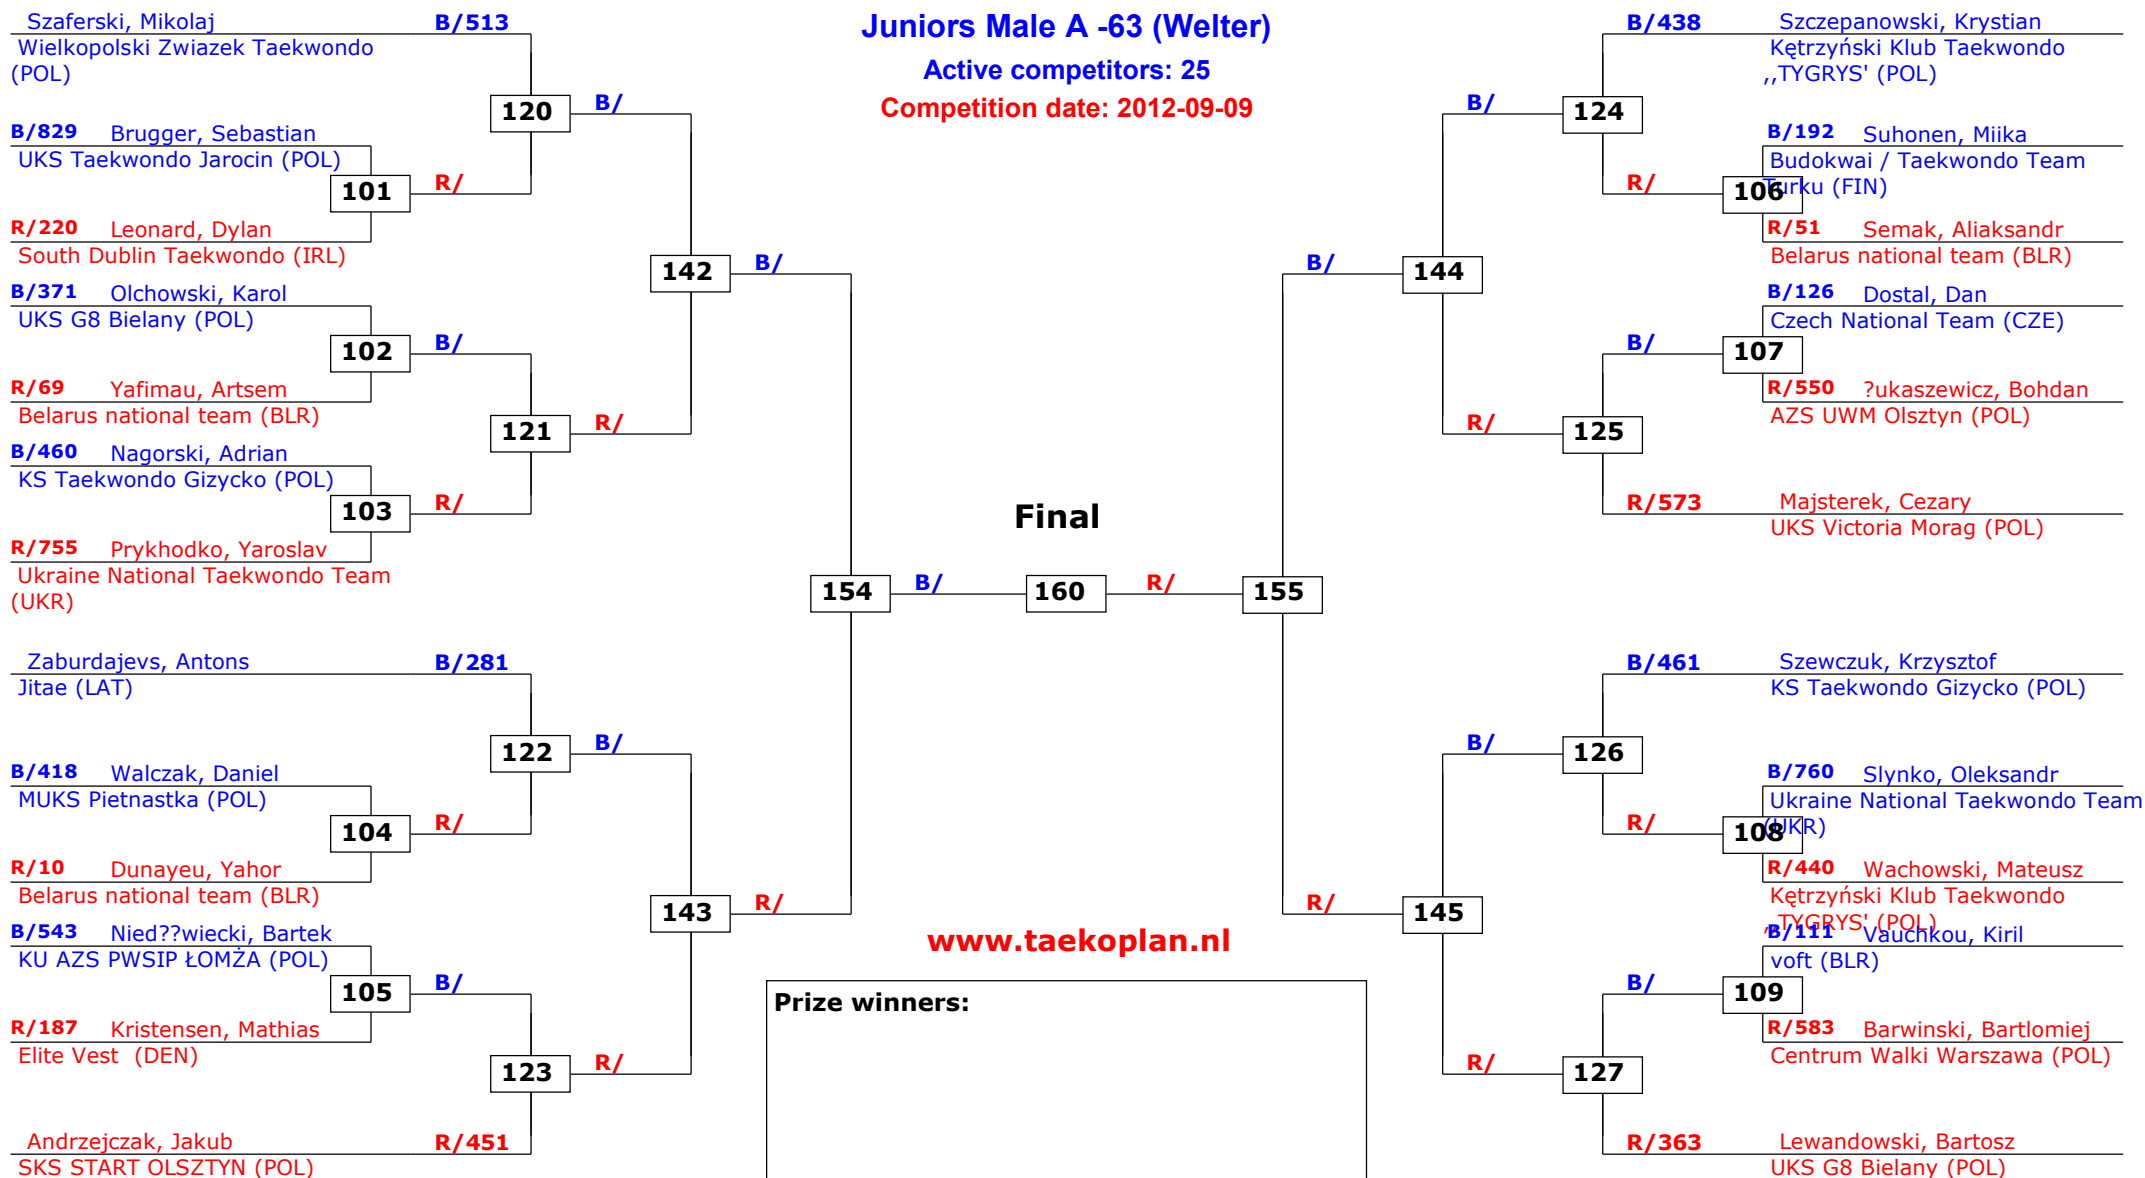 Juniors Male A -63 (Welter)
Active competitors: 25
Competition date: 2012-09-09
Szaferski, Mikolaj B/513
Wielkopolski Zwiazek Taekwondo
(POL)
120 B/
B/829 Brugger, Sebastian
UKS Taekwondo Jarocin (POL)
101 R/
R/220 Leonard, Dylan
South Dublin Taekwondo (IRL)
142 B/
B/371 Olchowski, Karol
UKS G8 Bielany (POL)
102 B/
R/69 Yafimau, Artsem
Belarus national team (BLR)
121 R/
B/460 Nagorski, Adrian
KS Taekwondo Gizycko (POL)
103 R/
R/755 Prykhodko, Yaroslav
Ukraine National Taekwondo Team
(UKR)
154 B/
Zaburdajevs, Antons B/281
Jitae (LAT)
122 B/
B/418 Walczak, Daniel
MUKS Pietnastka (POL)
104 R/
R/10 Dunayeu, Yahor
Belarus national team (BLR)
143 R/
B/543 Nied??wiecki, Bartek
KU AZS PWSIP ŁOMŻA (POL)
105 B/
R/187 Kristensen, Mathias
Elite Vest (DEN)
123 R/
Andrzejczak, Jakub R/451
SKS START OLSZTYN (POL)
Final
160
www.taekoplan.nl
Prize winners:
B/438 Szczepanowski, Krystian
Kętrzyński Klub Taekwondo
,,TYGRYS' (POL)
B/ 124
B/192 Suhonen, Miika
Budokwai / Taekwondo Team
Turku (FIN)
R/ 106
R/51 Semak, Aliaksandr
Belarus national team (BLR)
B/ 144
B/126 Dostal, Dan
Czech National Team (CZE)
B/ 107
R/550 ?ukaszewicz, Bohdan
AZS UWM Olsztyn (POL)
R/ 125
R/573 Majsterek, Cezary
UKS Victoria Morag (POL)
R/ 155
B/461 Szewczuk, Krzysztof
KS Taekwondo Gizycko (POL)
B/ 126
B/760 Slynko, Oleksandr
Ukraine National Taekwondo Team
(UKR)
R/ 108
R/440 Wachowski, Mateusz
Kętrzyński Klub Taekwondo
,,TYGRYS' (POL)
R/ 145
B/111 Vauchkou, Kiril
voft (BLR)
B/ 109
R/583 Barwinski, Bartlomiej
Centrum Walki Warszawa (POL)
R/ 127
R/363 Lewandowski, Bartosz
UKS G8 Bielany (POL)